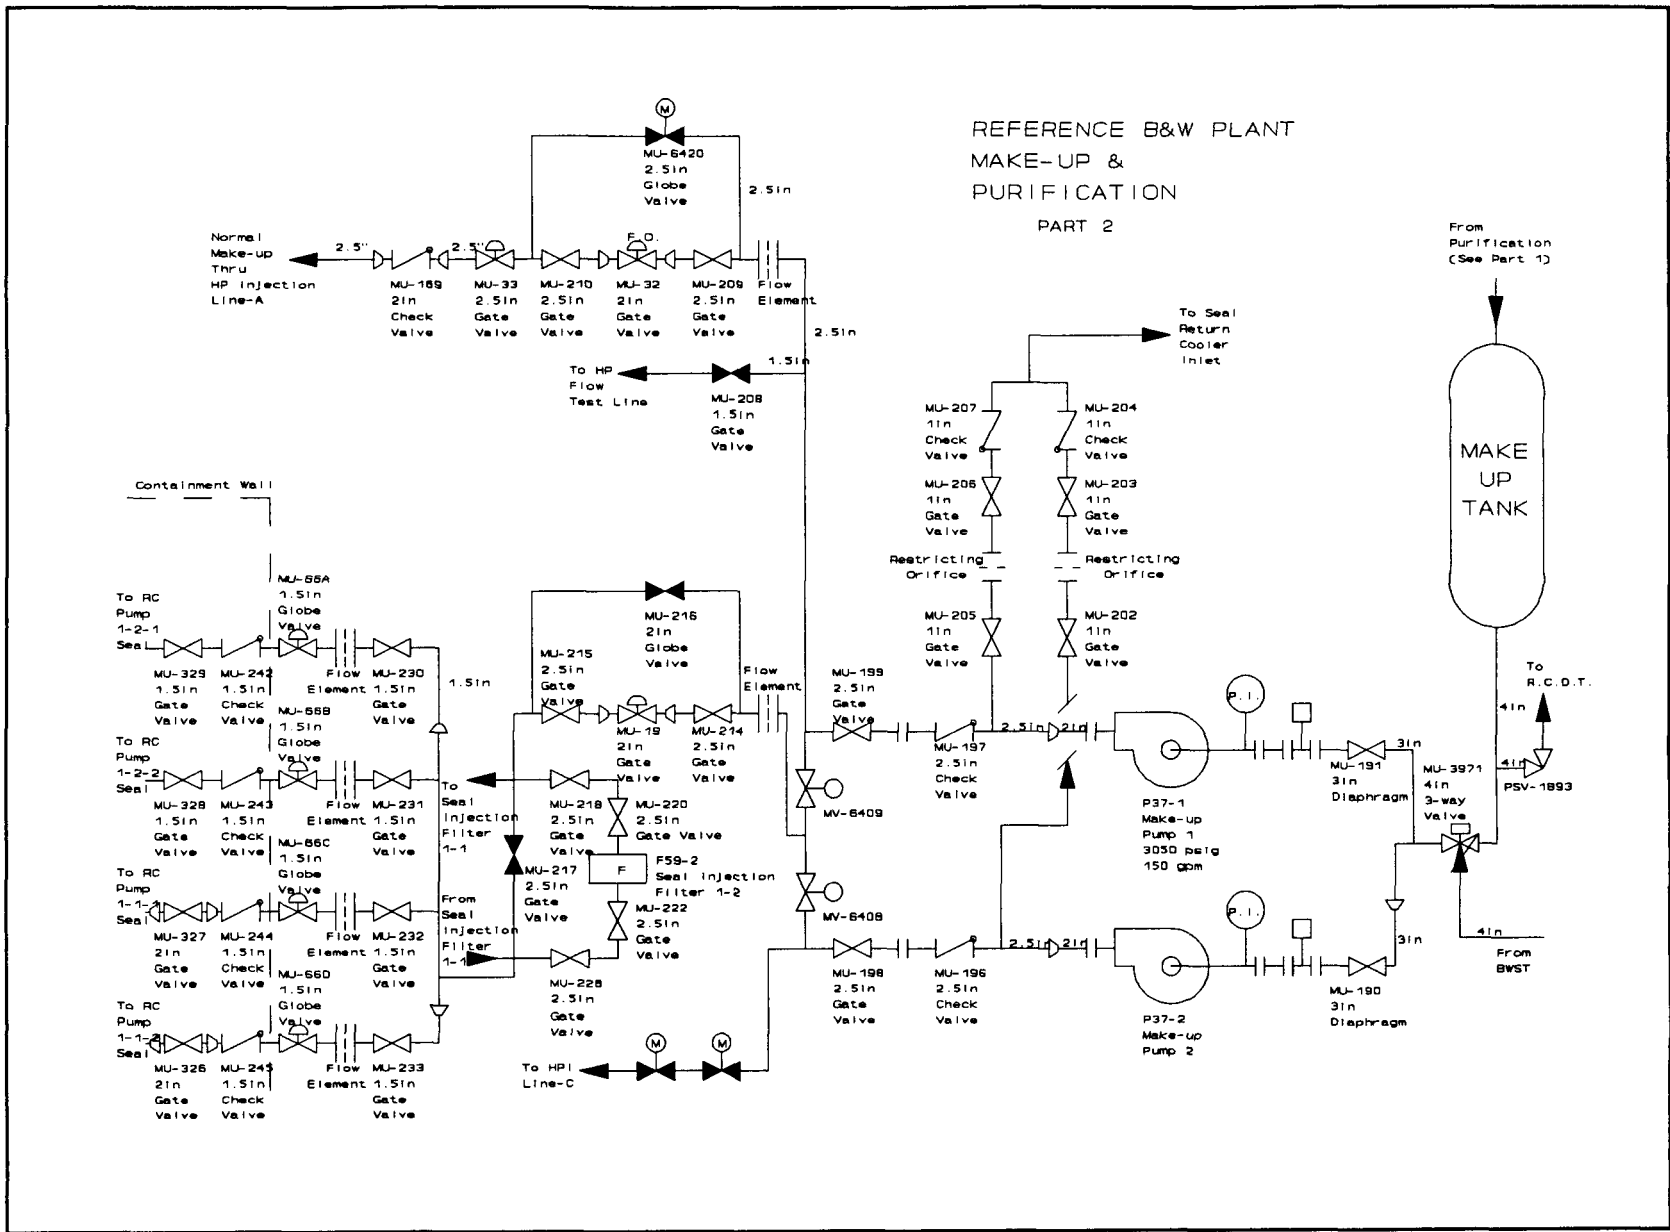 REFERENCE B&W PLANT
MAKE-UP &
PURIFICATION
PART 2
M
MU-6420
2.5in
Globe
Valve
2.5in
Normal
Make-up
Thru
HP Injection
Line-A
2.5"
2.5"
F.O.
MU-169
2in
Check
Valve
MU-33
2.5in
Gate
Valve
MU-210
2.5in
Gate
Valve
MU-32
2in
Gate
Valve
MU-209
2.5in
Gate
Valve
Flow
Element
2.5in
1.5in
To HP
Flow
Test Line
MU-208
1.5in
Gate
Valve
From
Purification
(See Part 1)
To Seal
Return
Cooler
Inlet
MU-207
1in
Check
Valve
MU-204
1in
Check
Valve
MU-206
1in
Gate
Valve
MU-203
1in
Gate
Valve
Restricting
Orifice
Restricting
Orifice
MU-205
1in
Gate
Valve
MU-202
1in
Gate
Valve
MAKE
UP
TANK
To
R.C.D.T.
4in
4in
PSV-1893
Containment Wall
MU-66A
1.5in
Globe
Valve
To RC
Pump
1-2-1
Seal
MU-329
1.5in
Gate
Valve
MU-242
1.5in
Check
Valve
Flow
Element
MU-230
1.5in
Gate
Valve
1.5in
MU-66B
1.5in
Globe
Valve
To RC
Pump
1-2-2
Seal
MU-328
1.5in
Gate
Valve
MU-243
1.5in
Check
Valve
Flow
Element
MU-231
1.5in
Gate
Valve
MU-66C
1.5in
Globe
Valve
To RC
Pump
1-1-1
Seal
MU-327
2in
Gate
Valve
MU-244
1.5in
Check
Valve
Flow
Element
MU-232
1.5in
Gate
Valve
MU-66D
1.5in
Globe
Valve
To RC
Pump
1-1-2
Seal
MU-326
2in
Gate
Valve
MU-245
1.5in
Check
Valve
Flow
Element
MU-233
1.5in
Gate
Valve
MU-216
2in
Globe
Valve
MU-215
2.5in
Gate
Valve
MU-19
2in
Gate
Valve
MU-214
2.5in
Gate
Valve
Flow
Element
To
Seal
Injection
Filter
1-1
MU-218
2.5in
Gate
Valve
MU-220
2.5in
Gate Valve
F
F59-2
Seal Injection
Filter 1-2
MU-217
2.5in
Gate
Valve
MU-222
2.5in
Gate
Valve
From
Seal
Injection
Filter
1-1
MU-226
2.5in
Gate
Valve
MU-199
2.5in
Gate
Valve
MU-197
2.5in
Check
Valve
2.5in
2in
MV-6409
MV-6408
MU-198
2.5in
Gate
Valve
MU-196
2.5in
Check
Valve
2.5in
2in
To HPI
Line-C
M
M
P.I.
P37-1
Make-up
Pump 1
3050 psig
150 gpm
MU-191
3in
Diaphragm
3in
MU-3971
4in
3-way
Valve
P.I.
P37-2
Make-up
Pump 2
MU-190
3in
Diaphragm
3in
4in
From
BWST